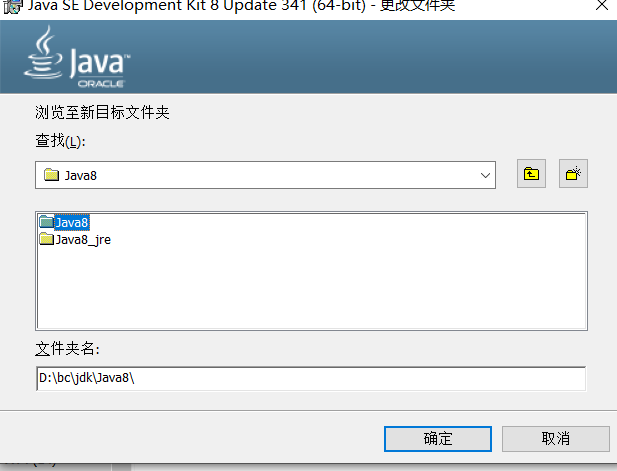 Java SE Development Kit 8 Update 341 (64-bit) - 更改文件夹
Java™
ORACLE
浏览至新目标文件夹
查找(L):
Java8
Java8
Java8_jre
文件夹名:
D:\bc\jdk\Java8\
确定
取消